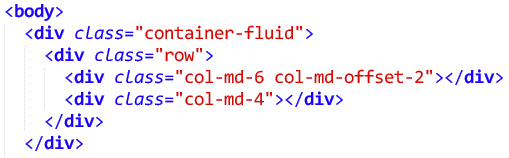 <body>
<div class="container-fluid">
<div class="row">
<div class="col-md-6 col-md-offset-2"></div>
<div class="col-md-4"></div>
</div>
</div>